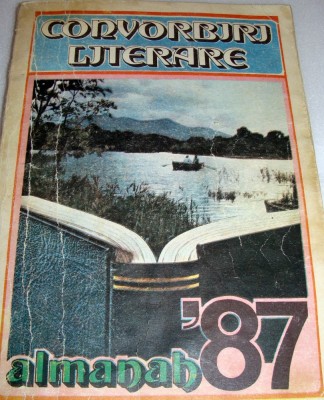 CONVORBIRI
LITERARE
almanah '87